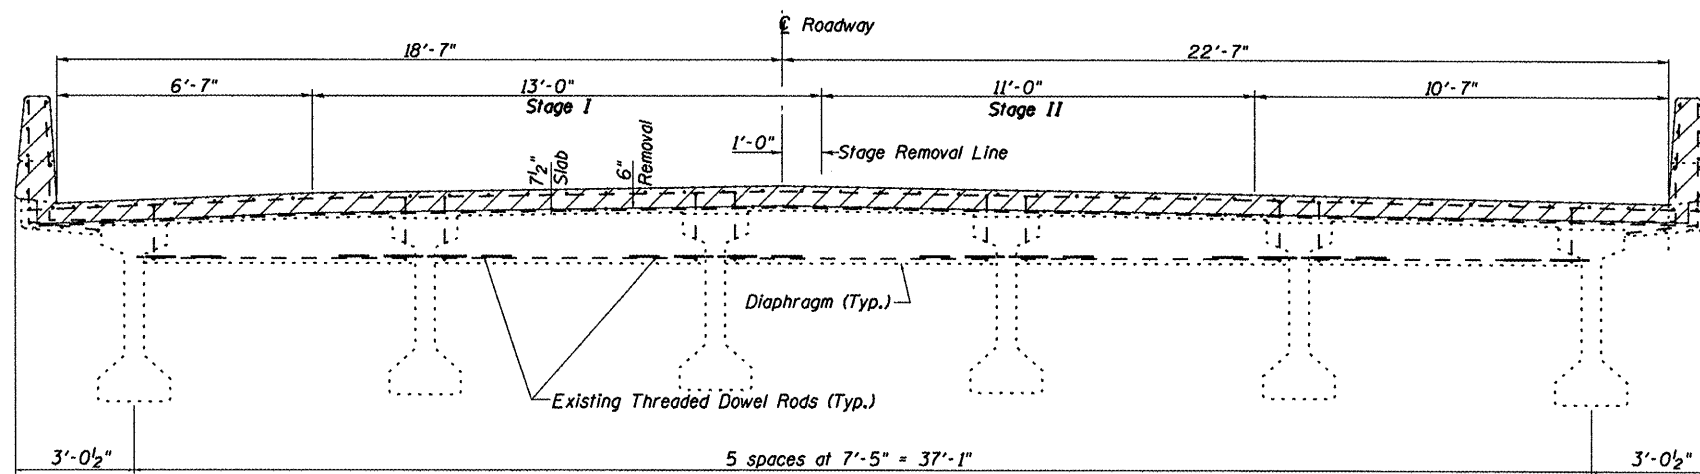 ℄ Roadway
18'-7"
22'-7"
6'-7"
13'-0"
11'-0"
10'-7"
Stage I
Stage II
1'-0"
Stage Removal Line
7½"
Slab
6"
Removal
Diaphragm (Typ.)
Existing Threaded Dowel Rods (Typ.)
3'-0½"
5 spaces at 7'-5" = 37'-1"
3'-0½"